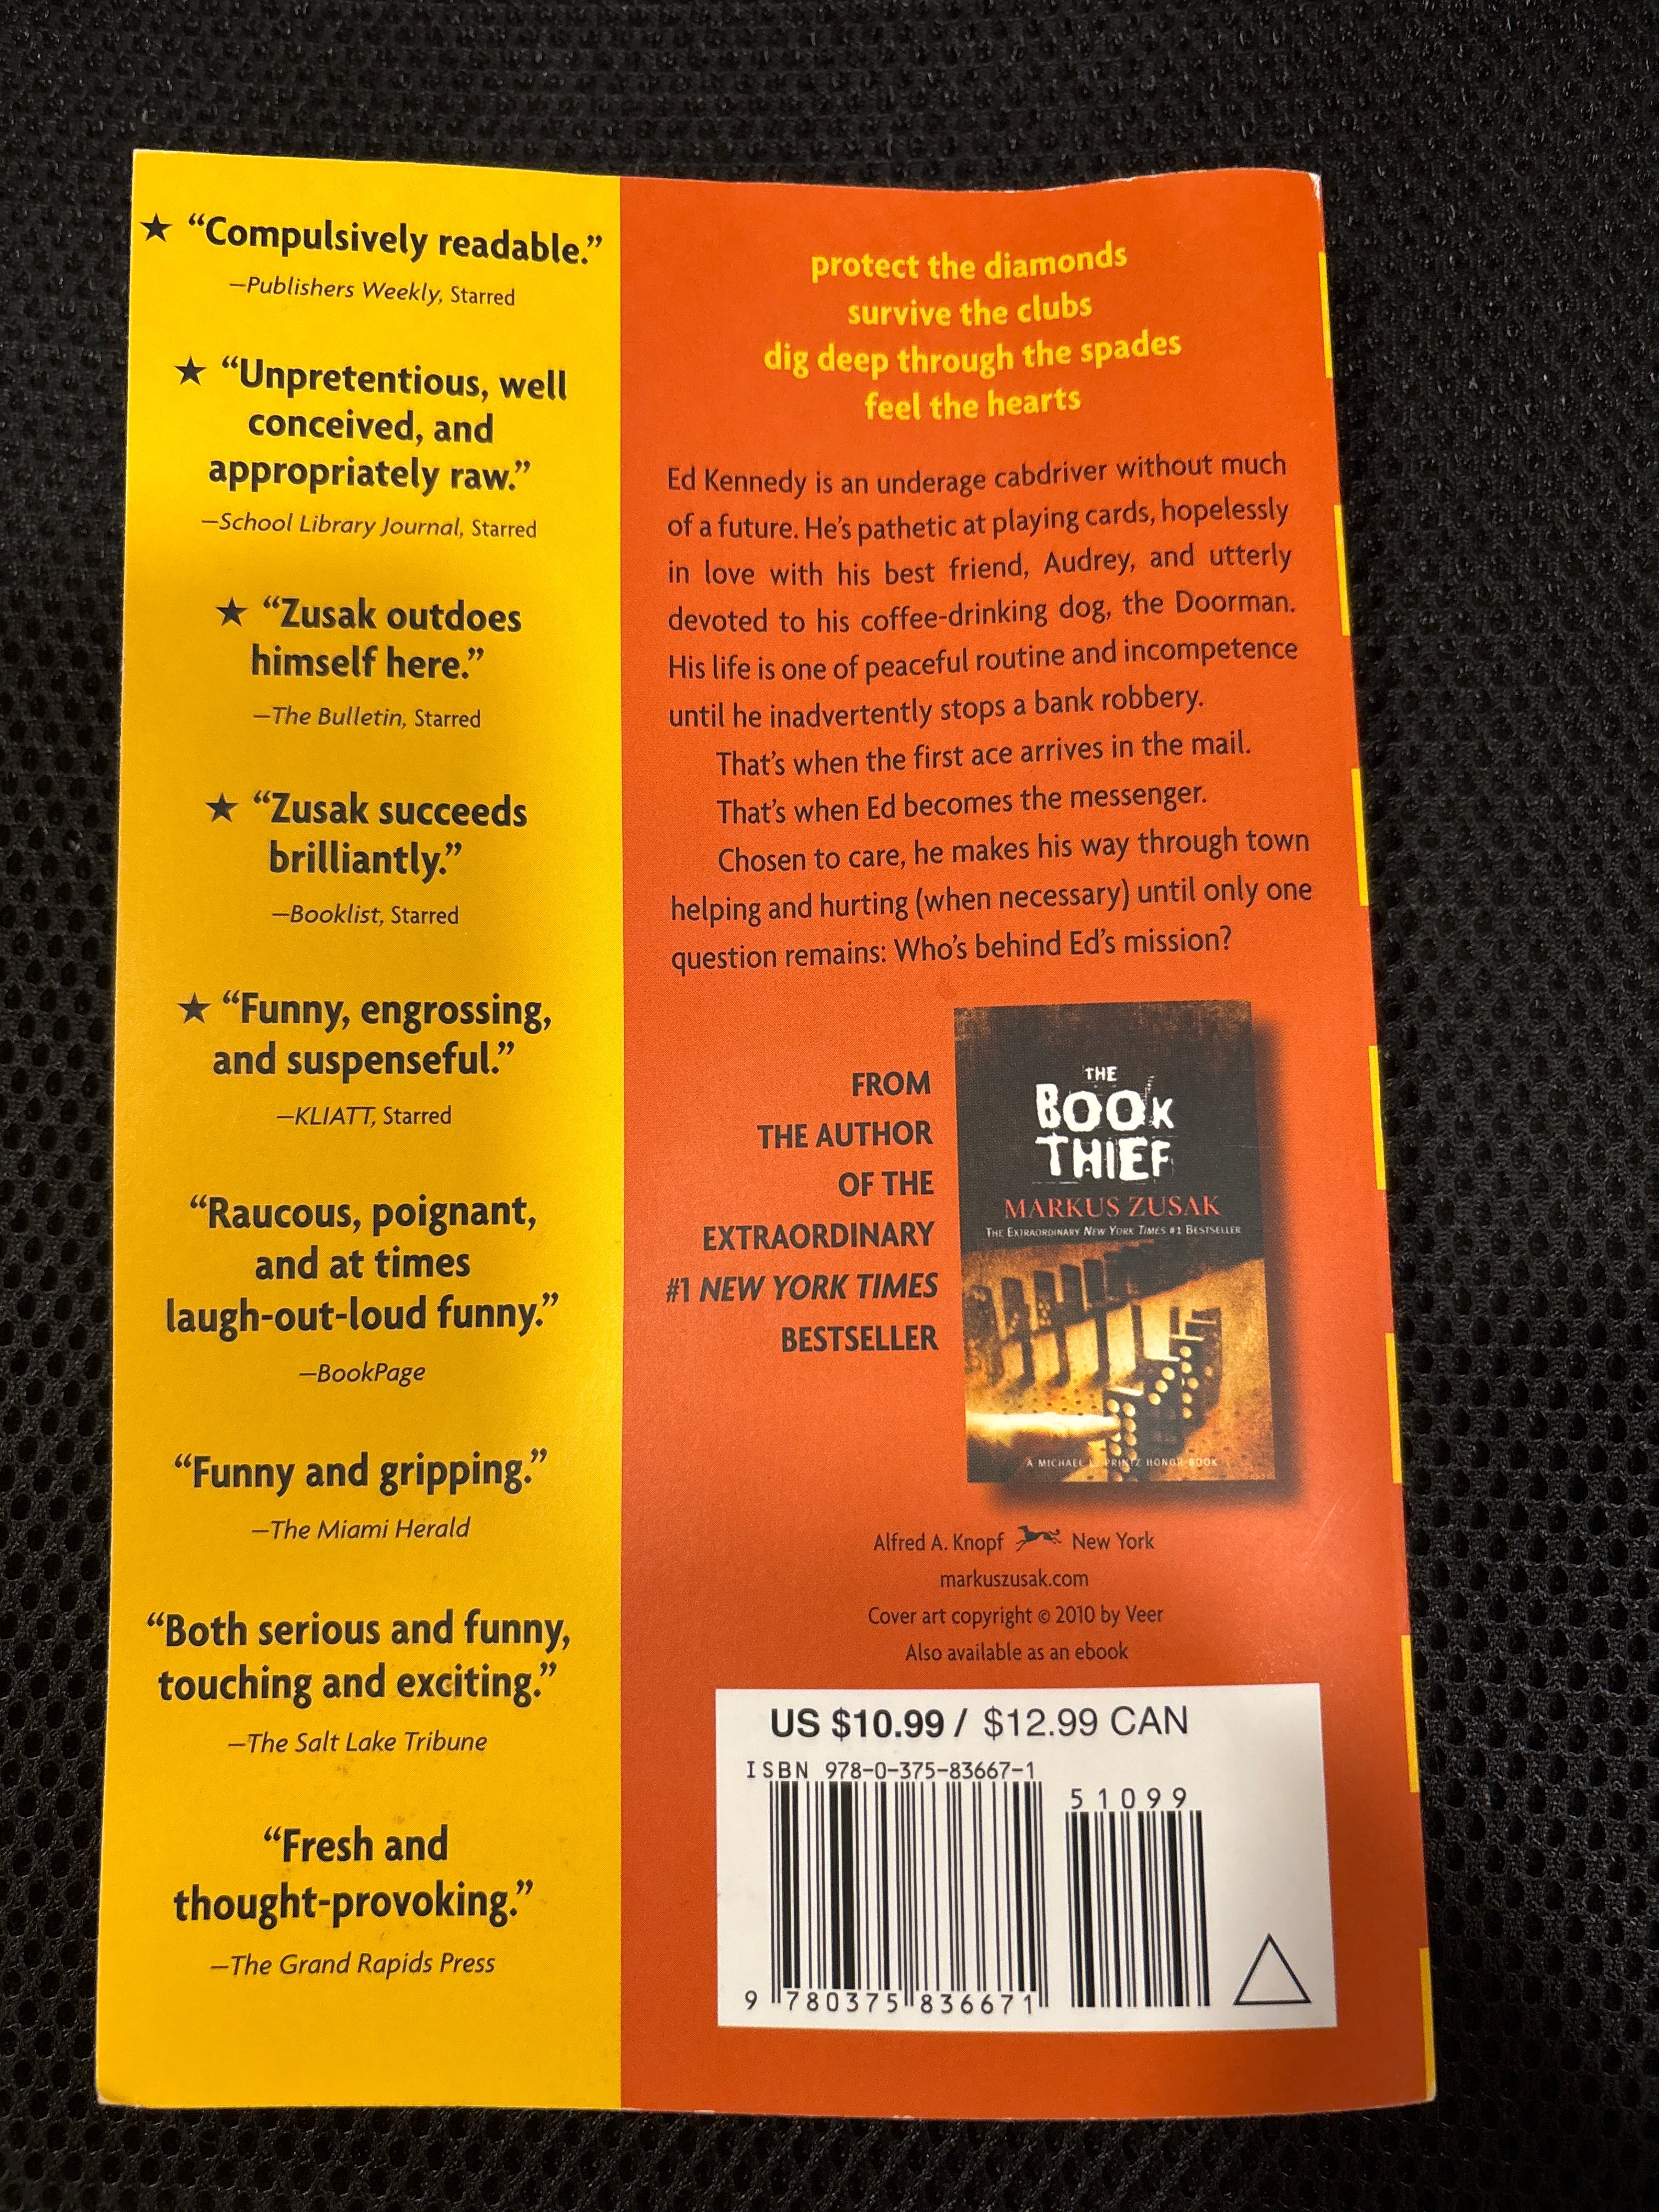 ★ “Compulsively readable.”
—Publishers Weekly, Starred
★ “Unpretentious, well
conceived, and
appropriately raw.”
—School Library Journal, Starred
★ “Zusak outdoes
himself here.”
—The Bulletin, Starred
★ “Zusak succeeds
brilliantly.”
—Booklist, Starred
★ “Funny, engrossing,
and suspenseful.”
—KLIATT, Starred
“Raucous, poignant,
and at times
laugh-out-loud funny.”
—BookPage
“Funny and gripping.”
—The Miami Herald
“Both serious and funny,
touching and exciting.”
—The Salt Lake Tribune
“Fresh and
thought-provoking.”
—The Grand Rapids Press
protect the diamonds
survive the clubs
dig deep through the spades
feel the hearts
Ed Kennedy is an underage cabdriver without much
of a future. He’s pathetic at playing cards, hopelessly
in love with his best friend, Audrey, and utterly
devoted to his coffee-drinking dog, the Doorman.
His life is one of peaceful routine and incompetence
until he inadvertently stops a bank robbery.
That’s when the first ace arrives in the mail.
That’s when Ed becomes the messenger.
Chosen to care, he makes his way through town
helping and hurting (when necessary) until only one
question remains: Who’s behind Ed’s mission?
FROM
THE AUTHOR
OF THE
EXTRAORDINARY
#1 NEW YORK TIMES
BESTSELLER
THE
BOOK
THIEF
MARKUS ZUSAK
THE EXTRAORDINARY NEW YORK TIMES #1 BESTSELLER
A MICHAEL L. PRINTZ HONOR BOOK
Alfred A. Knopf New York
markuszusak.com
Cover art copyright © 2010 by Veer
Also available as an ebook
US $10.99 / $12.99 CAN
ISBN 978-0-375-83667-1
51099
9 780375 836671